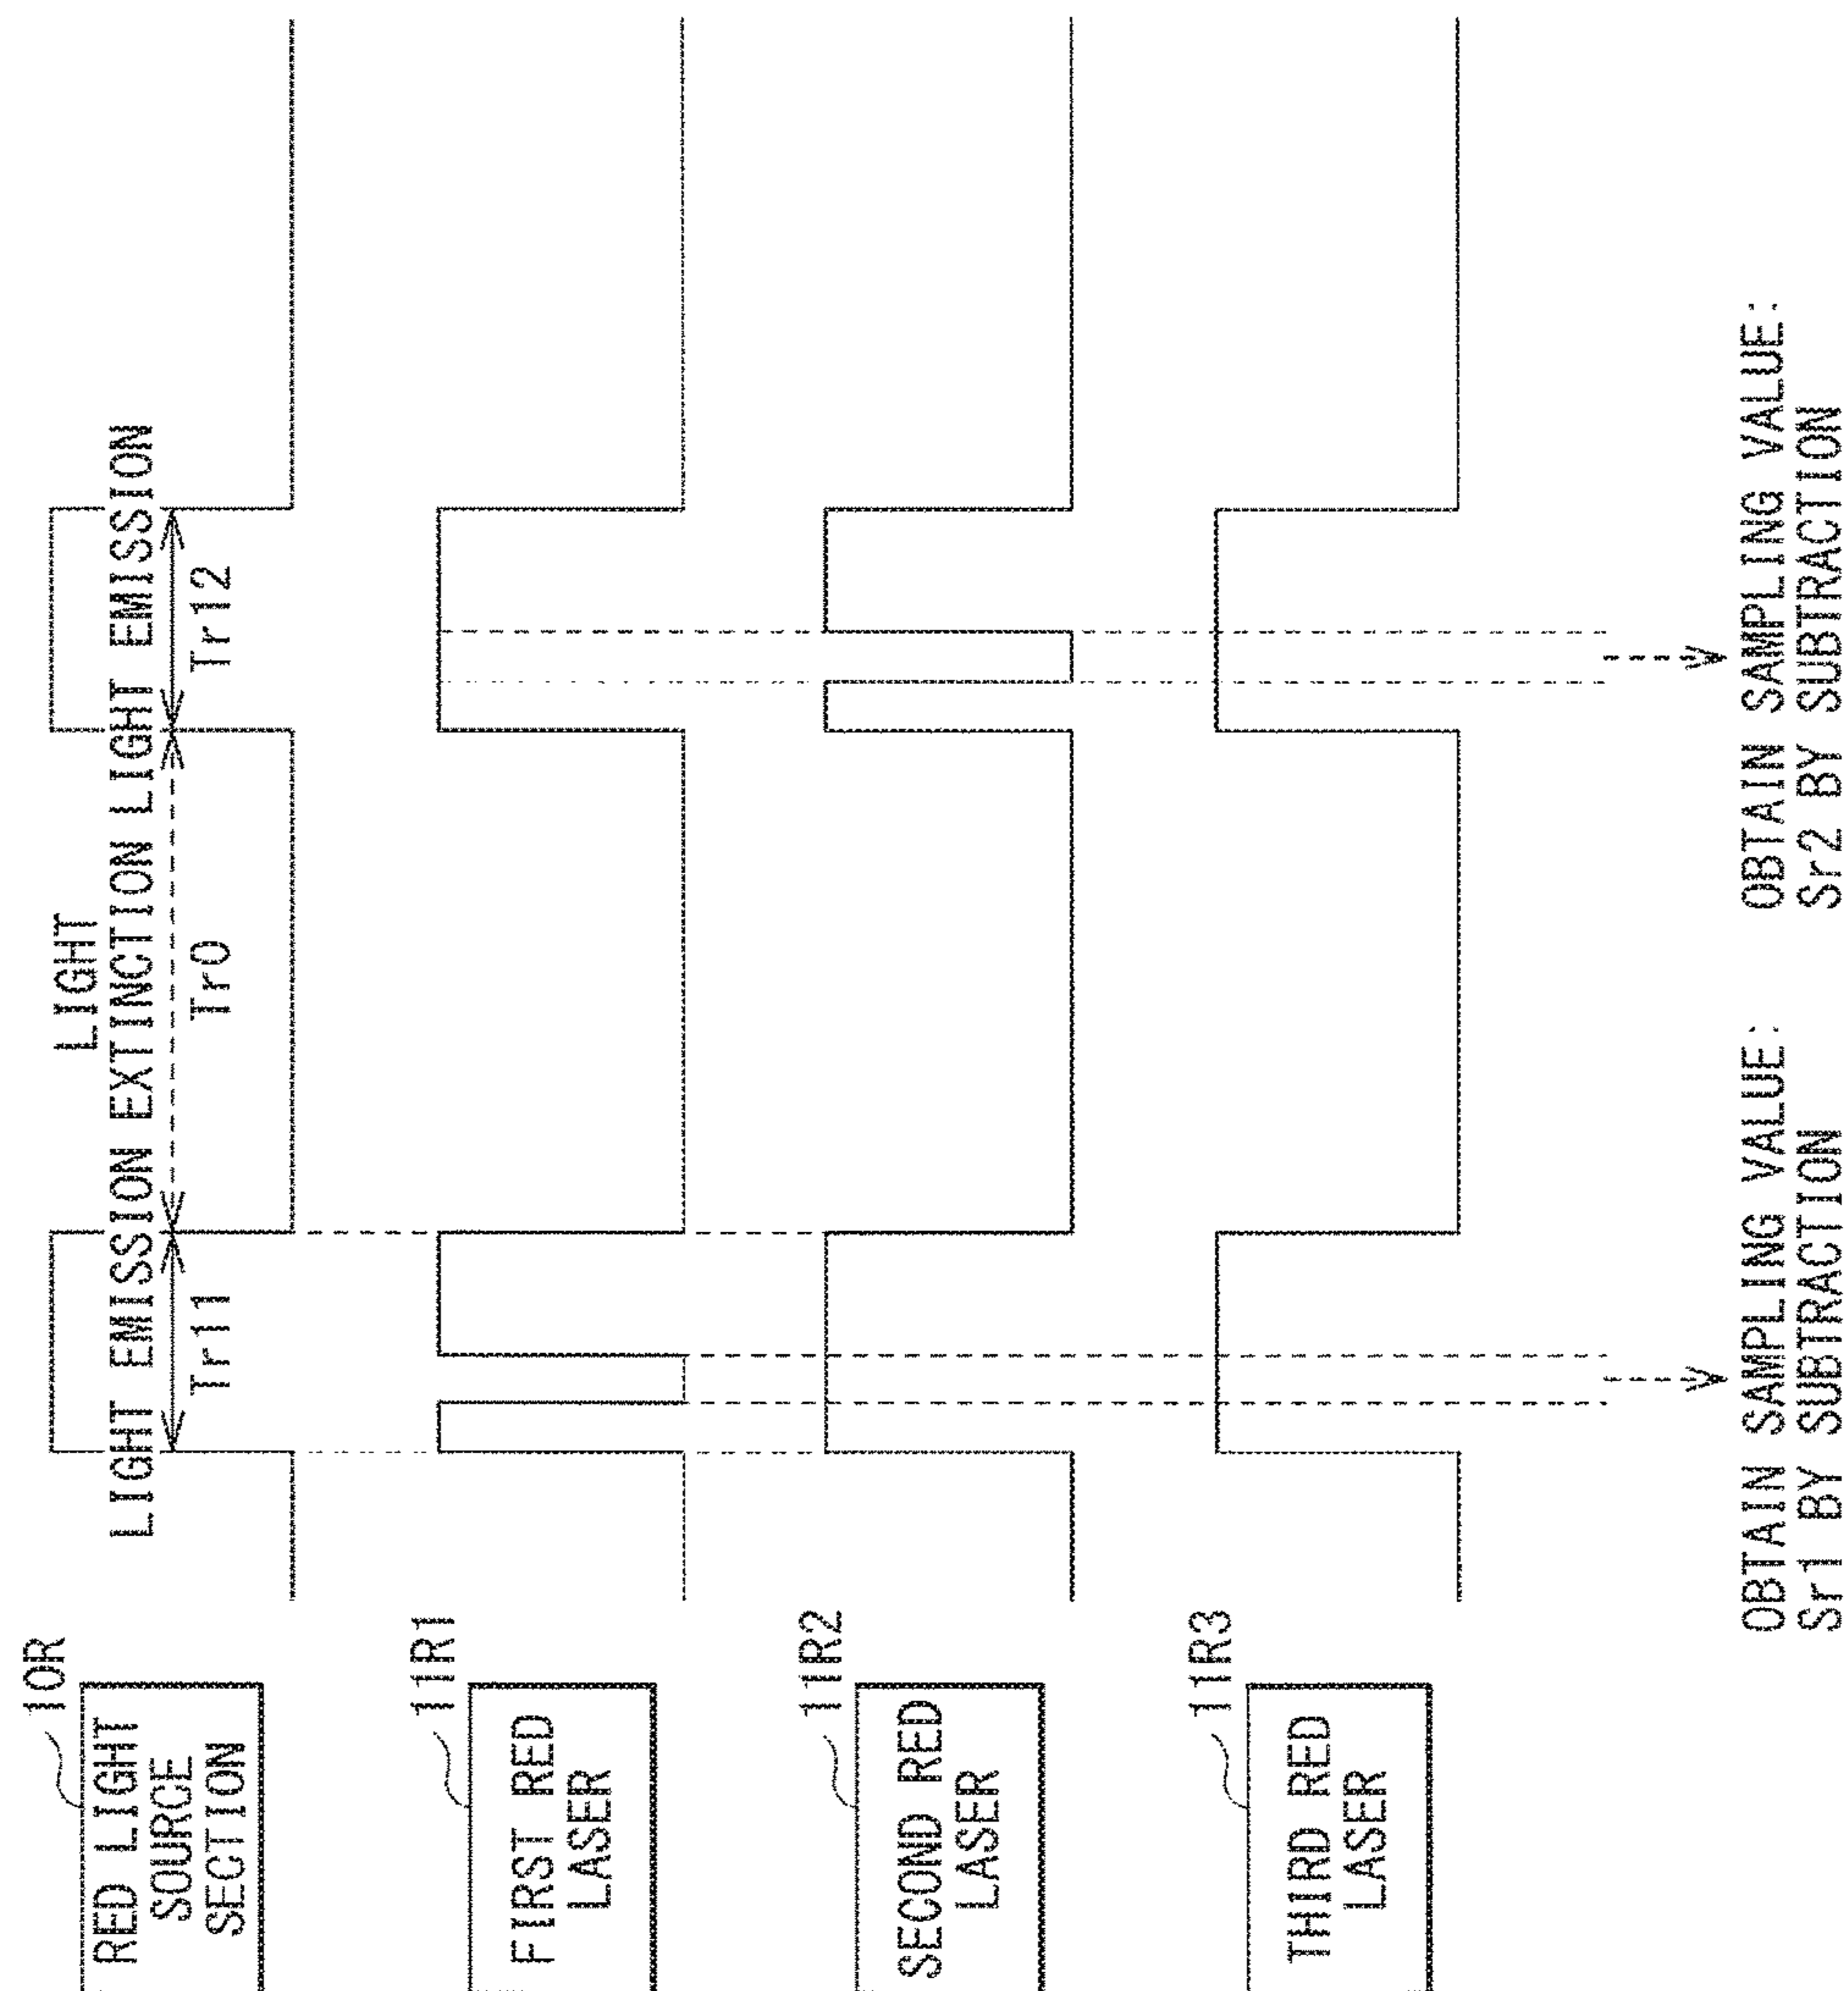 10R
RED LIGHT
SOURCE
SECTION
LIGHT EMISSION
LIGHT
EXTINCTION
LIGHT EMISSION
Tr11
Tr0
Tr12
11R1
FIRST RED
LASER
11R2
SECOND RED
LASER
11R3
THIRD RED
LASER
OBTAIN SAMPLING VALUE:
Sr1 BY SUBTRACTION
OBTAIN SAMPLING VALUE:
Sr2 BY SUBTRACTION